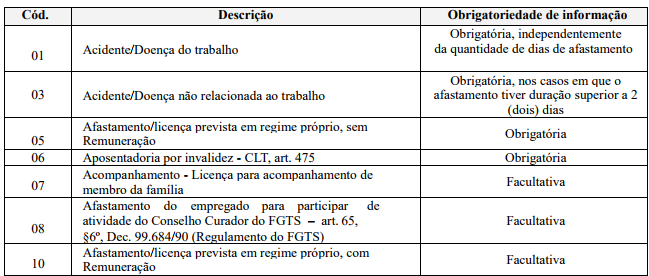 Cód. Descrição Obrigatoriedade de informação
01 Acidente/Doença do trabalho Obrigatória, independentemente
da quantidade de dias de afastamento
03 Acidente/Doença não relacionada ao trabalho Obrigatória, nos casos em que o
afastamento tiver duração superior a 2
(dois) dias
05 Afastamento/licença prevista em regime próprio, sem
Remuneração Obrigatória
06 Aposentadoria por invalidez - CLT, art. 475 Obrigatória
07 Acompanhamento - Licença para acompanhamento de
membro da família Facultativa
08 Afastamento do empregado para participar de
atividade do Conselho Curador do FGTS – art. 65,
§6º, Dec. 99.684/90 (Regulamento do FGTS) Facultativa
10 Afastamento/licença prevista em regime próprio, com
Remuneração Facultativa